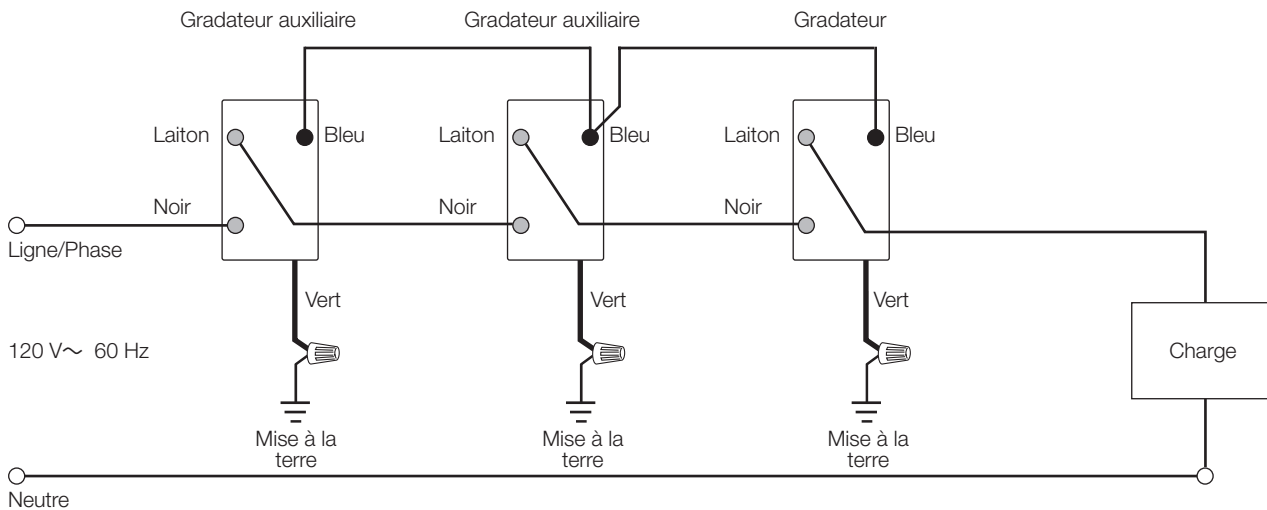 Gradateur auxiliaire
Gradateur auxiliaire
Gradateur
Laiton
Bleu
Laiton
Bleu
Laiton
Bleu
Noir
Noir
Noir
Ligne/Phase
Vert
Vert
Vert
120 V～ 60 Hz
Charge
Mise à la
terre
Mise à la
terre
Mise à la
terre
Neutre